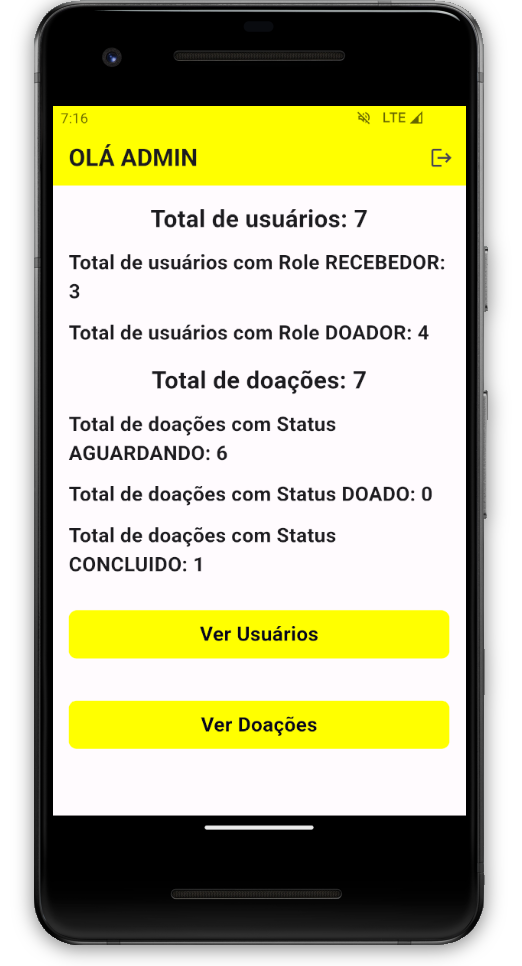 7:16 LTE
OLÁ ADMIN
Total de usuários: 7
Total de usuários com Role RECEBEDOR:
3
Total de usuários com Role DOADOR: 4
Total de doações: 7
Total de doações com Status
AGUARDANDO: 6
Total de doações com Status DOADO: 0
Total de doações com Status
CONCLUIDO: 1
Ver Usuários
Ver Doações